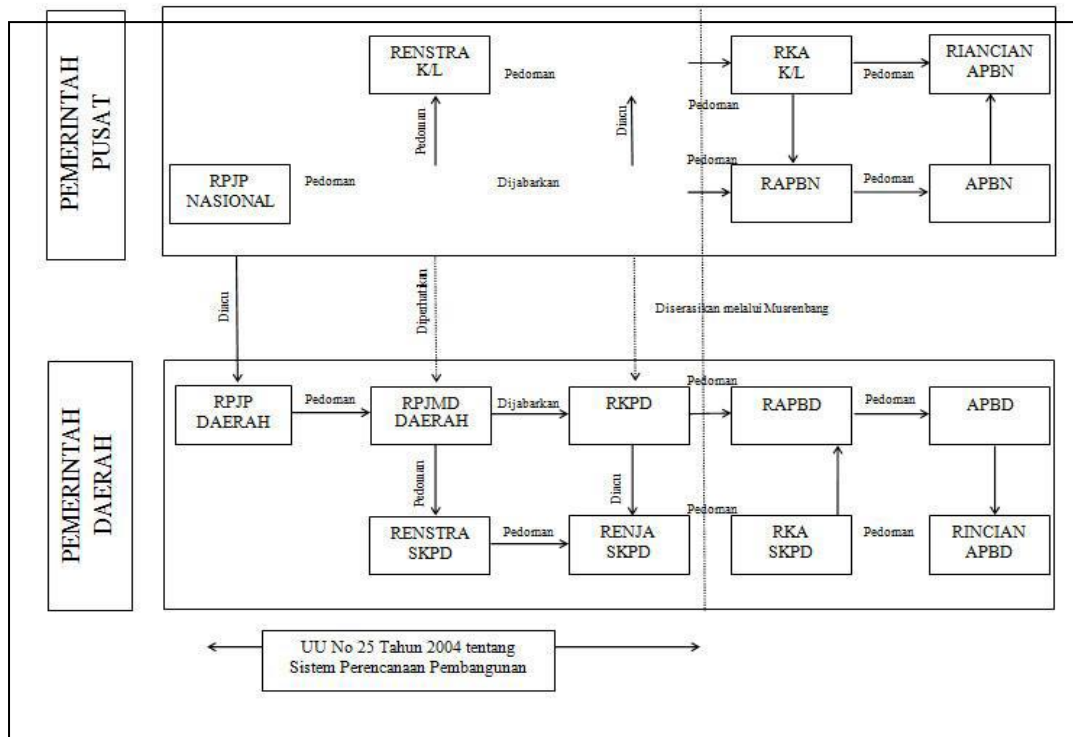 PEMERINTAH
PUSAT
RENSTRA
K/L
Pedoman
RKA
K/L
Pedoman
RIANCIAN
APBN
Pedoman
Pedoman
Diacu
RPJP
NASIONAL
Pedoman
Dijabarkan
Pedoman
RAPBN
Pedoman
APBN
Diacu
Diperhatikan
Diserasikan melalui Musrenbang
PEMERINTAH
DAERAH
RPJP
DAERAH
Pedoman
RPJMD
DAERAH
Dijabarkan
RKPD
Pedoman
RAPBD
Pedoman
APBD
Pedoman
Diacu
RENSTRA
SKPD
Pedoman
RENJA
SKPD
Pedoman
RKA
SKPD
Pedoman
RINCIAN
APBD
UU No 25 Tahun 2004 tentang
Sistem Perencanaan Pembangunan